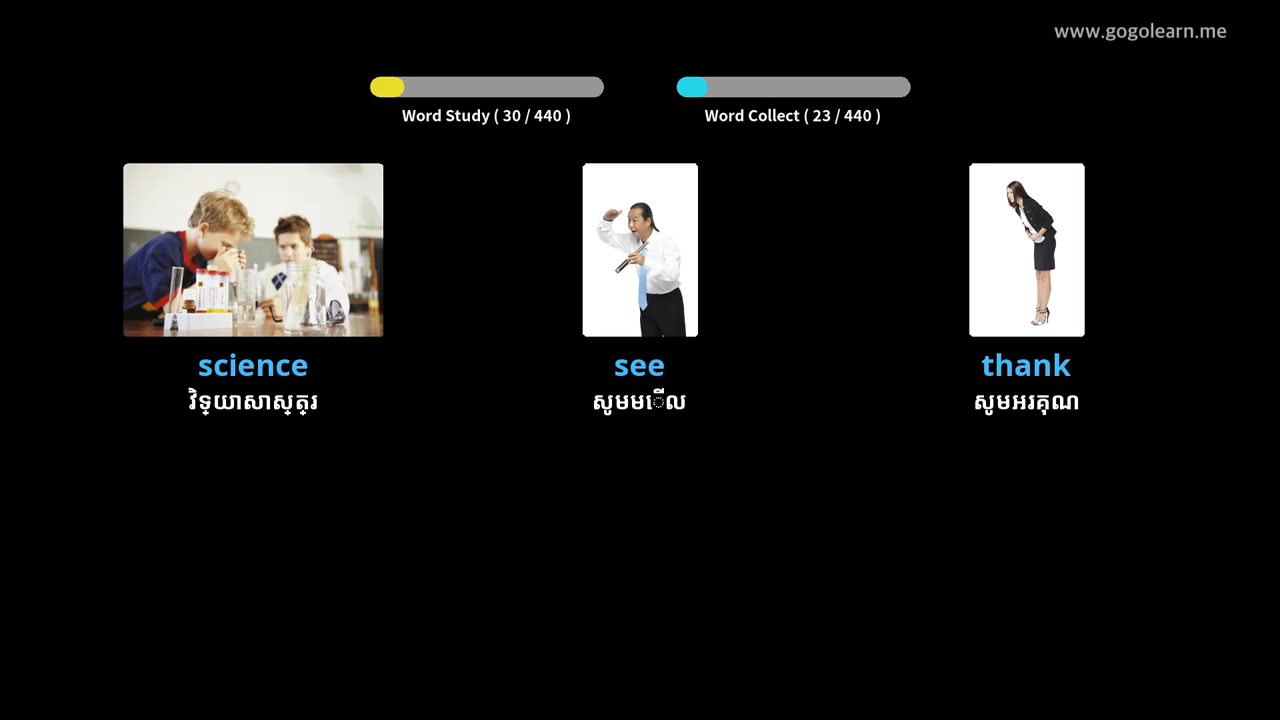 www.gogolearn.me
Word Study ( 30 / 440 ) Word Collect ( 23 / 440 )
science see thank
វិទ្យាសាស្ត្រ សូមមើល សូមអរគុណ